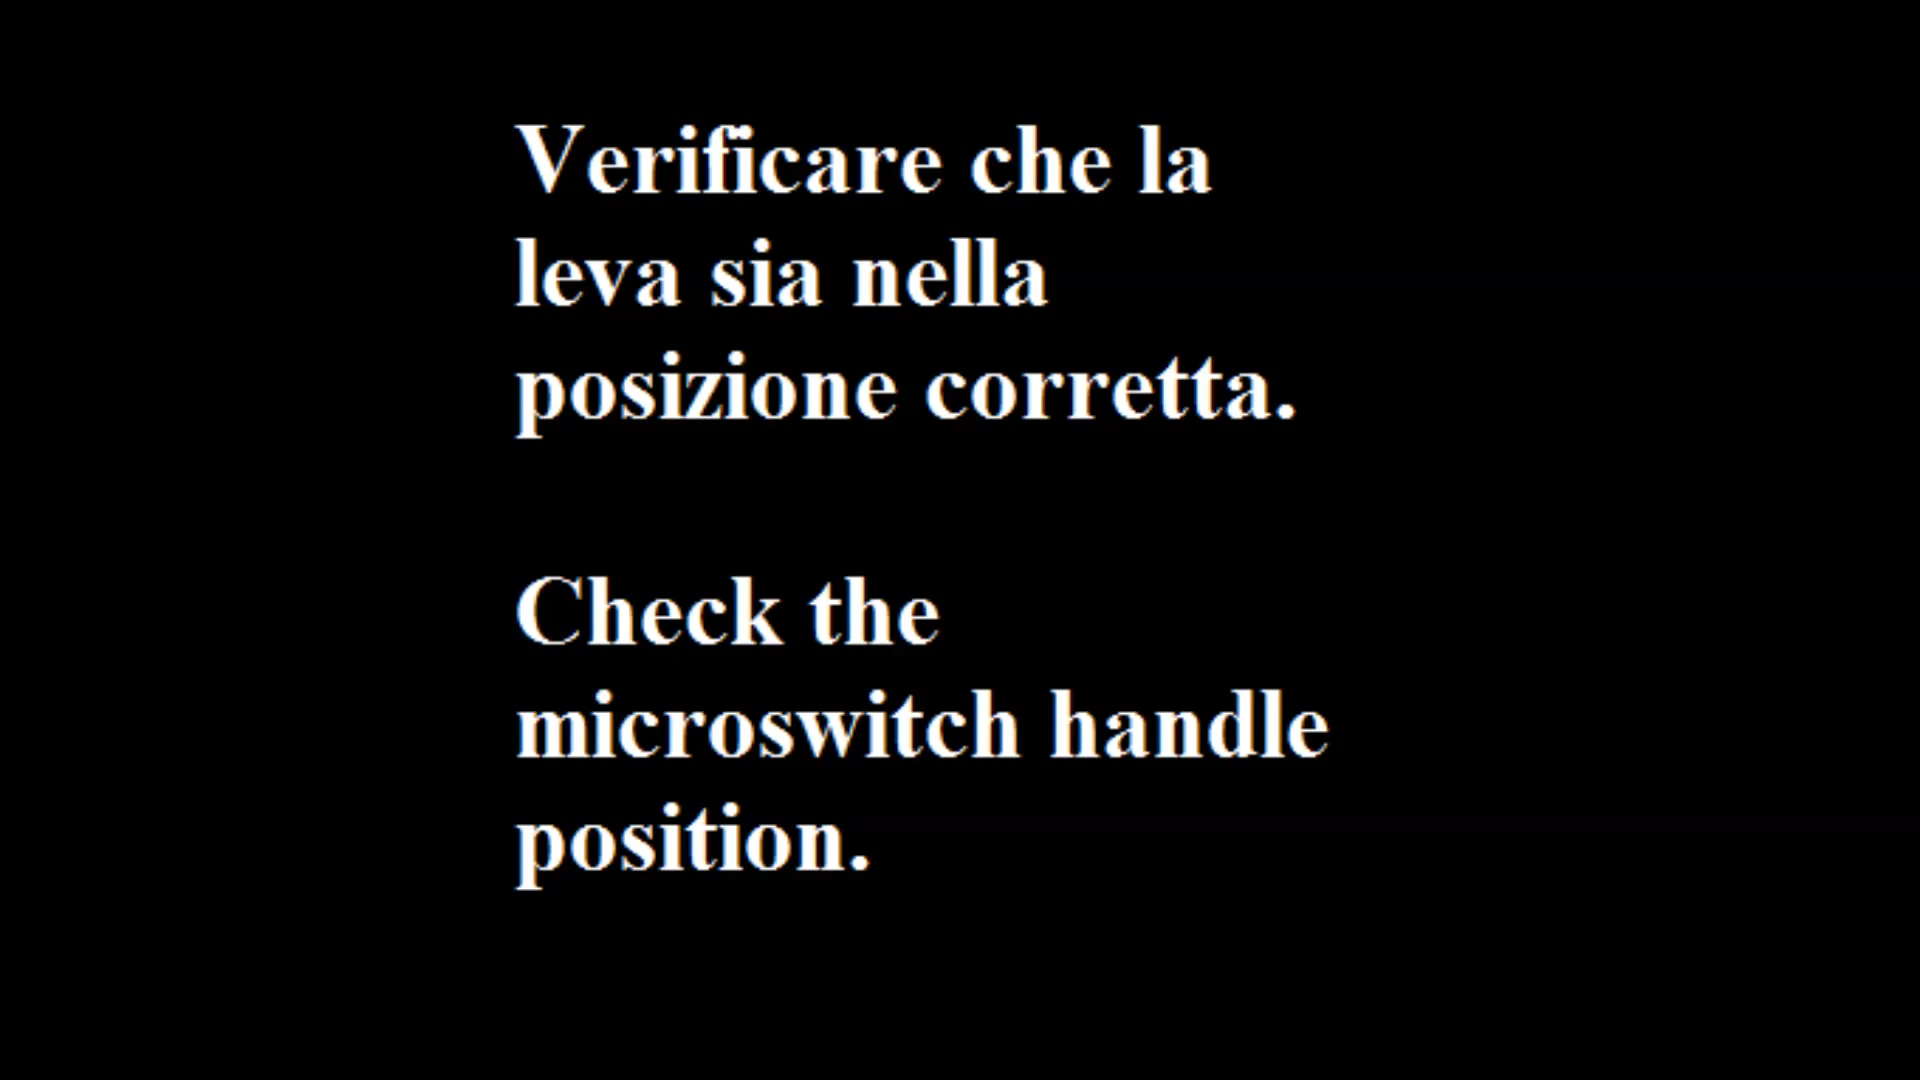 Verificare che la
leva sia nella
posizione corretta.
Check the
microswitch handle
position.